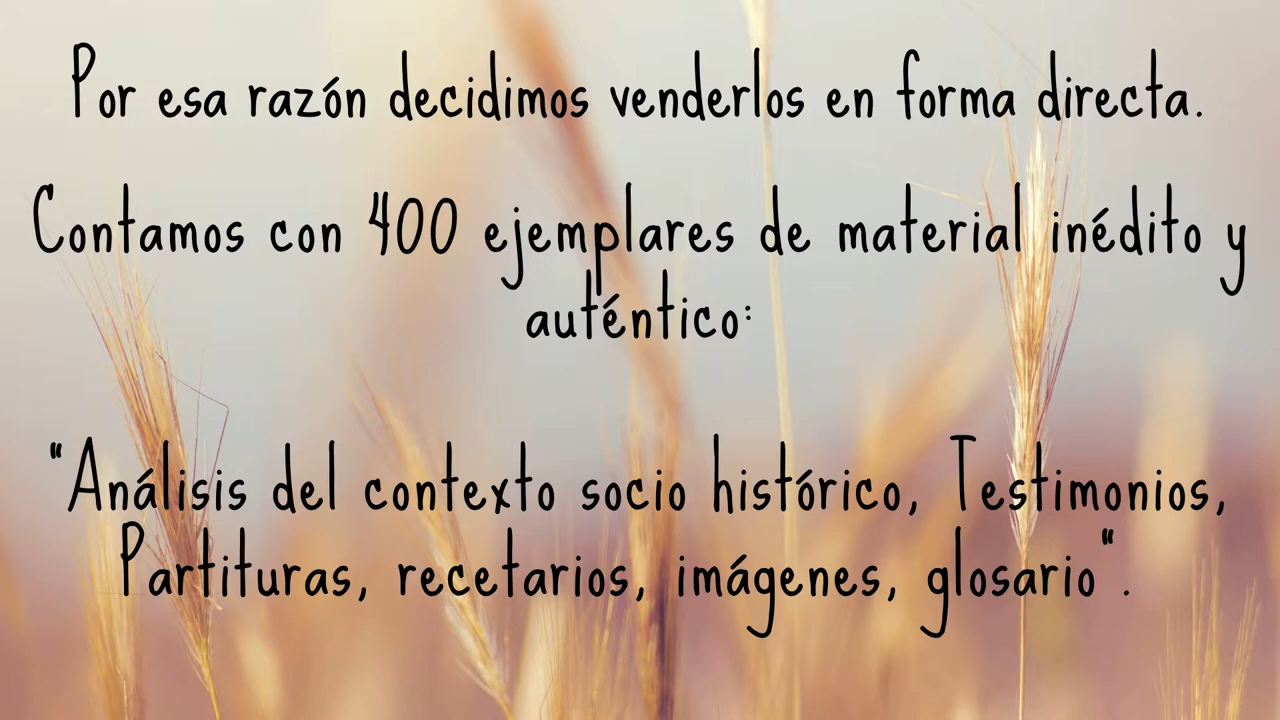 Por esa razón decidimos venderlos en forma directa.
Contamos con 400 ejemplares de material inédito y
auténtico:
"Análisis del contexto socio histórico, Testimonios,
Partituras, recetarios, imágenes, glosario".